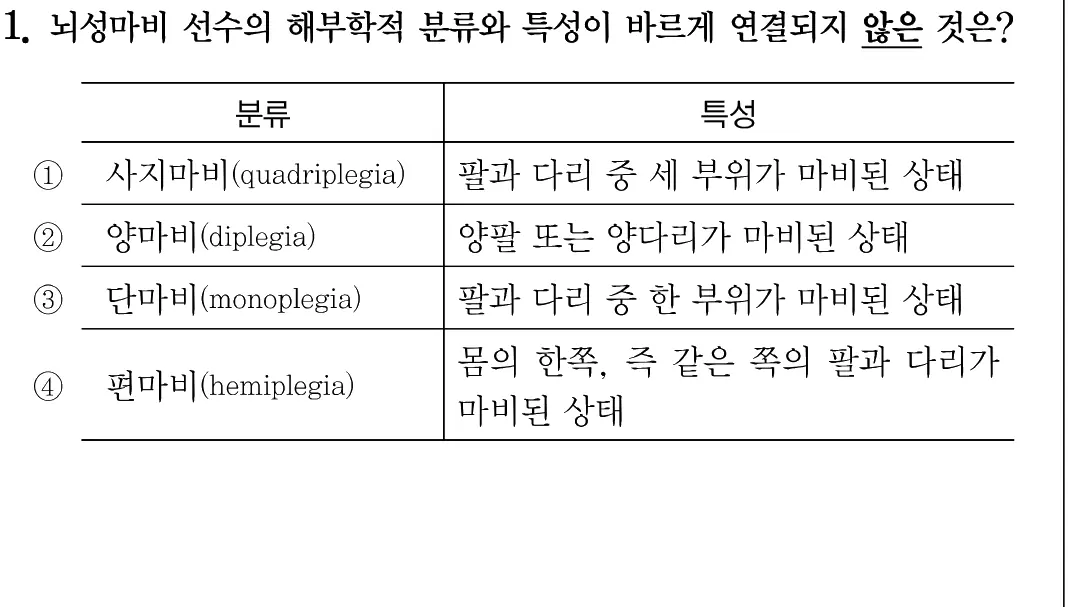 1. 뇌성마비 선수의 해부학적 분류와 특성이 바르게 연결되지 않은 것은?
분류 특성
① 사지마비(quadriplegia) 팔과 다리 중 세 부위가 마비된 상태
② 양마비(diplegia) 양팔 또는 양다리가 마비된 상태
③ 단마비(monoplegia) 팔과 다리 중 한 부위가 마비된 상태
④ 편마비(hemiplegia) 몸의 한쪽, 즉 같은 쪽의 팔과 다리가
마비된 상태